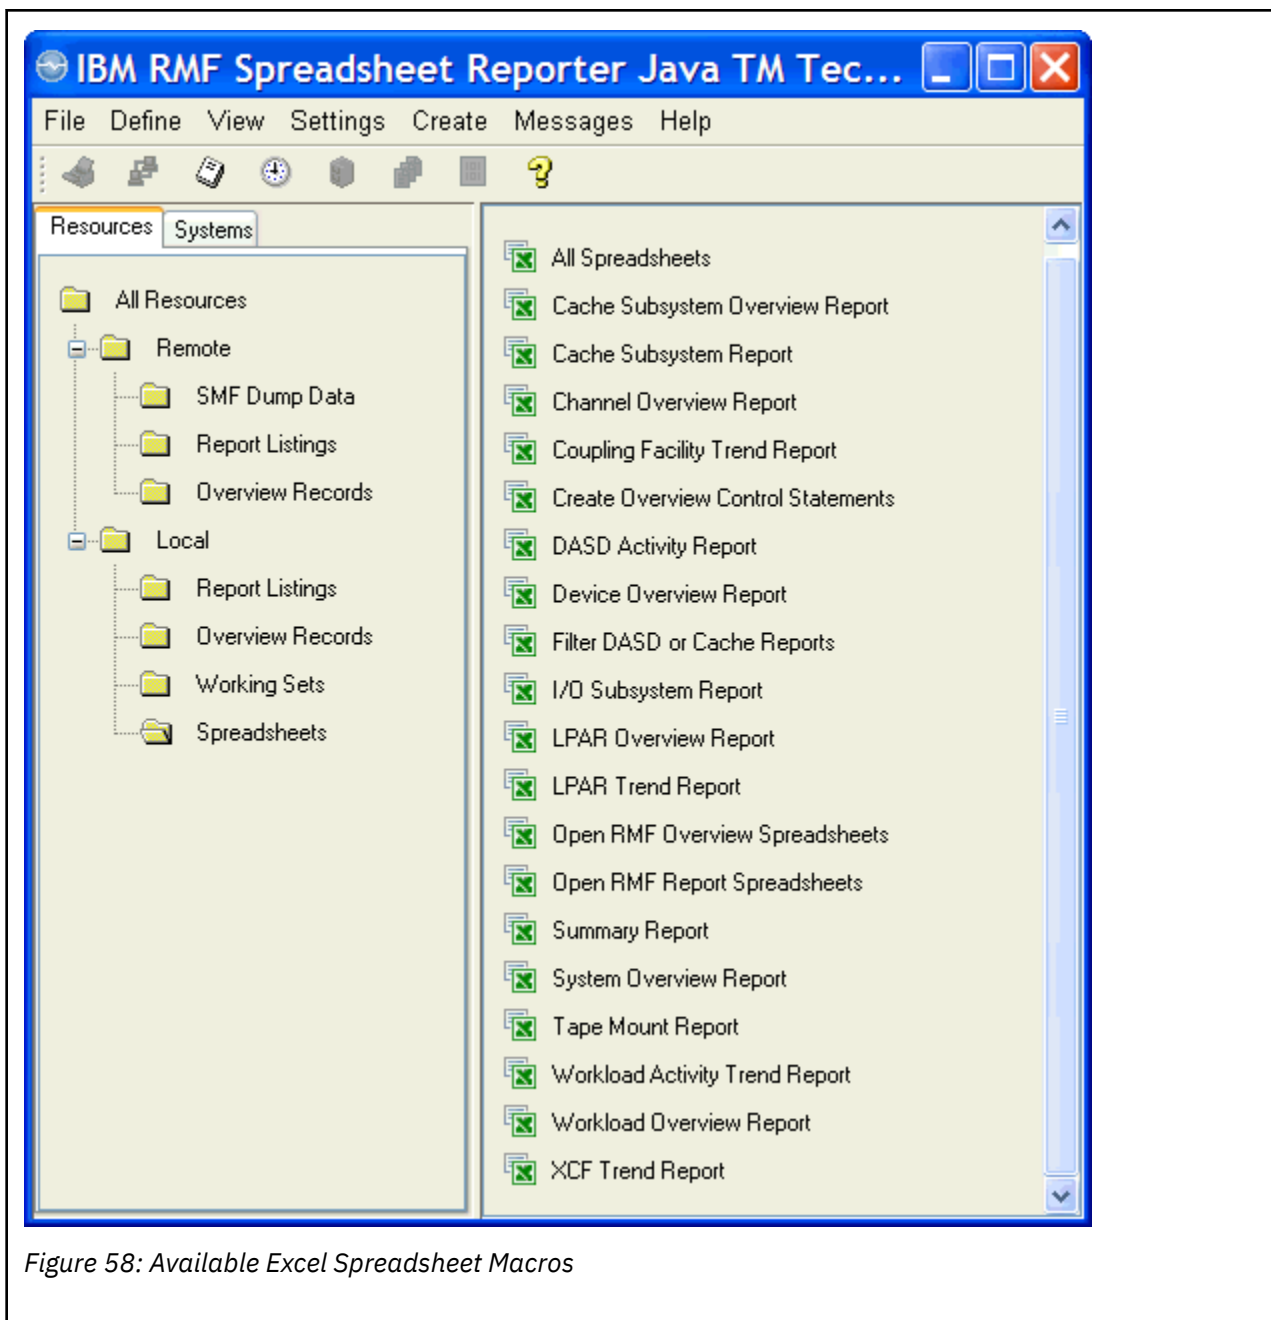 IBM RMF Spreadsheet Reporter Java TM Tec...
File Define View Settings Create Messages Help
Resources Systems
All Resources
Remote
SMF Dump Data
Report Listings
Overview Records
Local
Report Listings
Overview Records
Working Sets
Spreadsheets
All Spreadsheets
Cache Subsystem Overview Report
Cache Subsystem Report
Channel Overview Report
Coupling Facility Trend Report
Create Overview Control Statements
DASD Activity Report
Device Overview Report
Filter DASD or Cache Reports
I/O Subsystem Report
LPAR Overview Report
LPAR Trend Report
Open RMF Overview Spreadsheets
Open RMF Report Spreadsheets
Summary Report
System Overview Report
Tape Mount Report
Workload Activity Trend Report
Workload Overview Report
XCF Trend Report
Figure 58: Available Excel Spreadsheet Macros